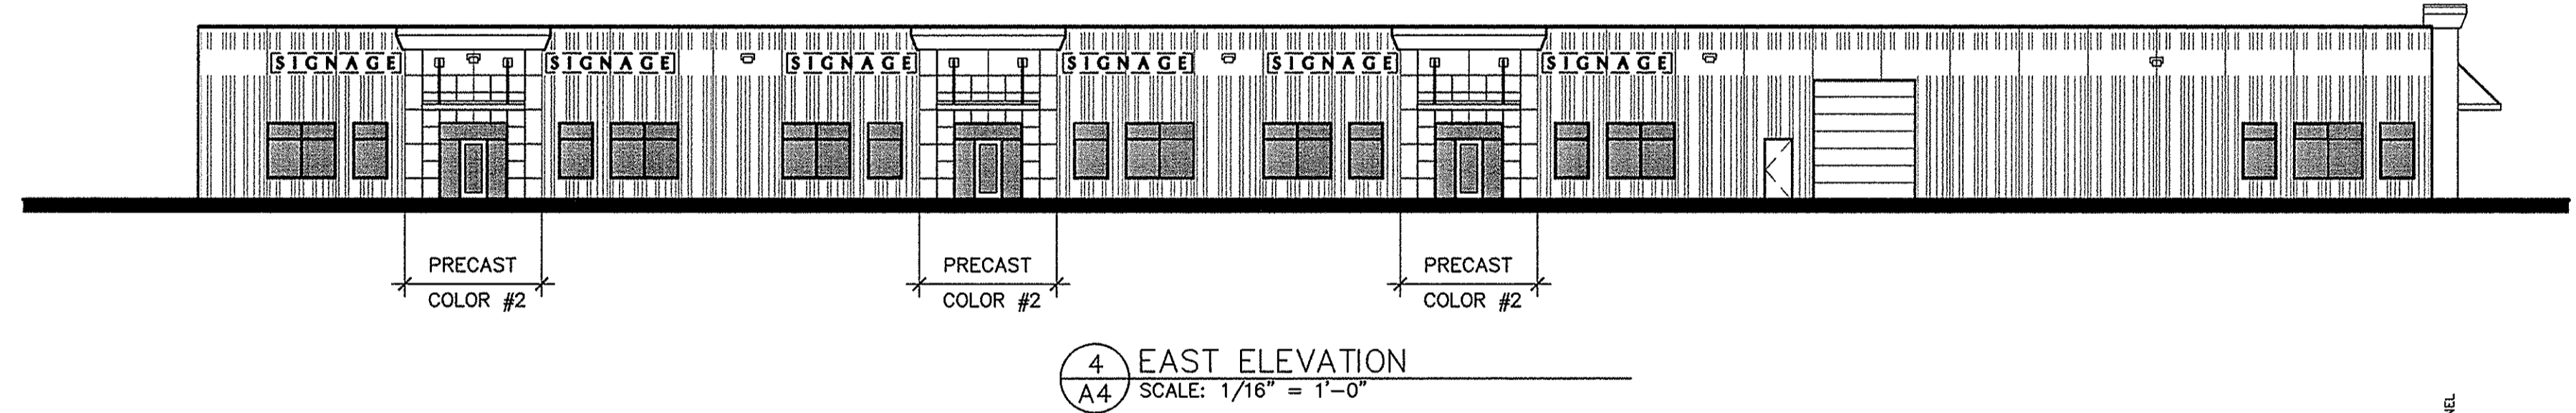 SIGNAGE SIGNAGE SIGNAGE SIGNAGE SIGNAGE SIGNAGE
PRECAST PRECAST PRECAST
COLOR #2 COLOR #2 COLOR #2
4 EAST ELEVATION
A4 SCALE: 1/16" = 1'-0"
NEL